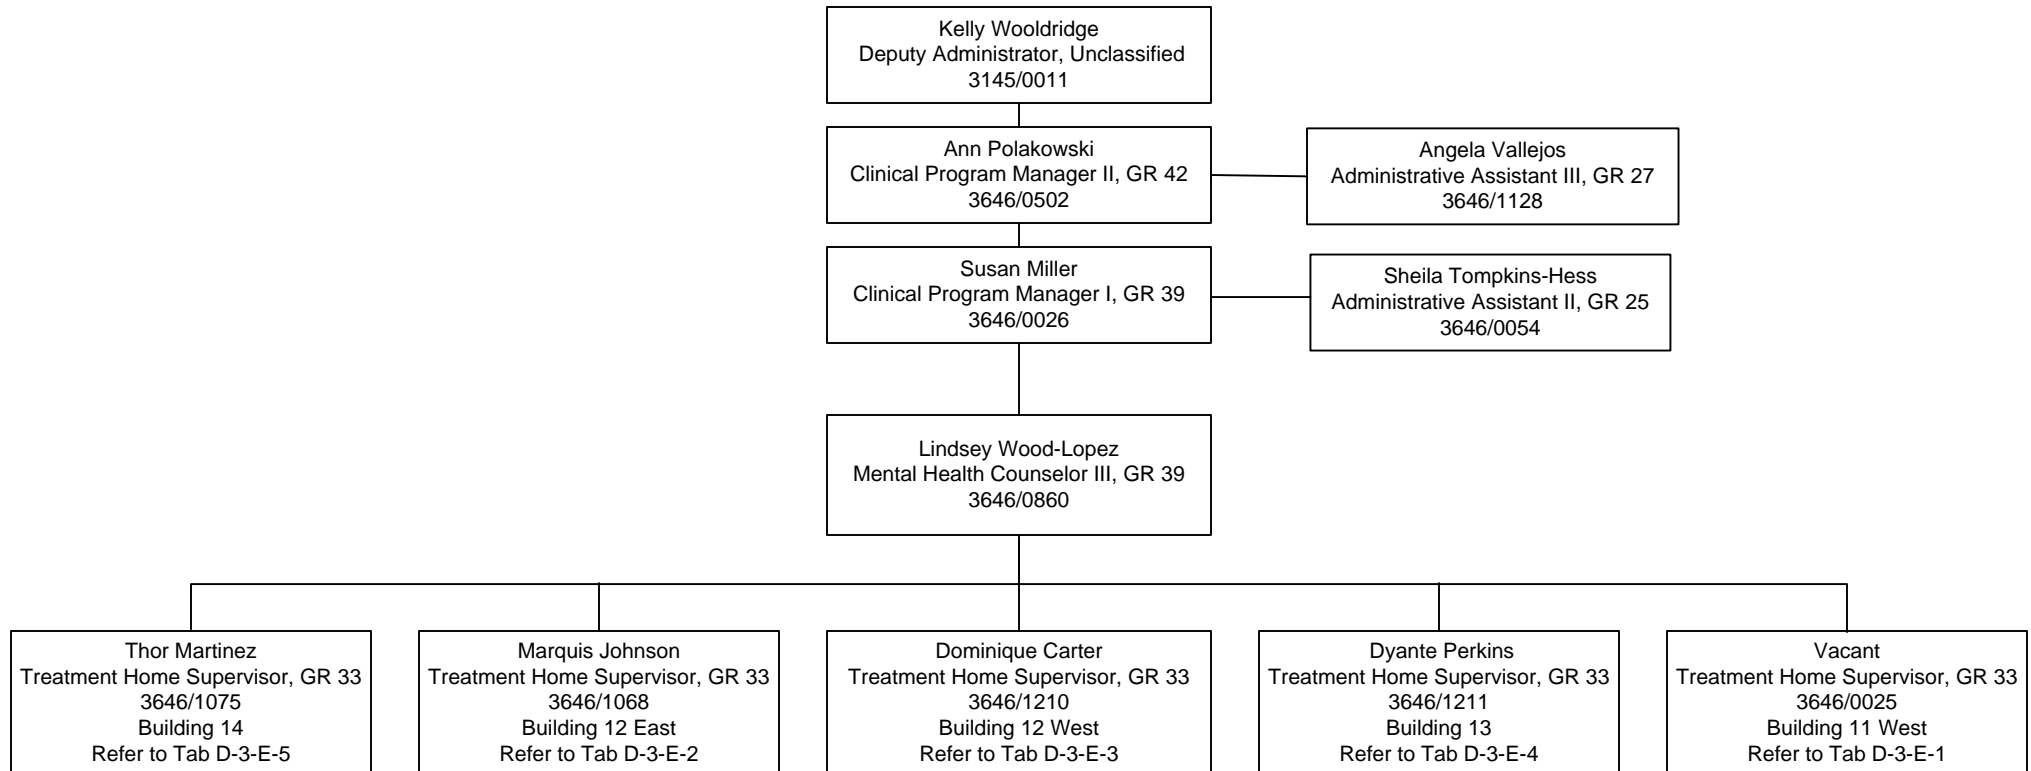 Kelly Wooldridge
Deputy Administrator, Unclassified
3145/0011
Ann Polakowski
Clinical Program Manager II, GR 42
3646/0502
Angela Vallejos
Administrative Assistant III, GR 27
3646/1128
Susan Miller
Clinical Program Manager I, GR 39
3646/0026
Sheila Tompkins-Hess
Administrative Assistant II, GR 25
3646/0054
Lindsey Wood-Lopez
Mental Health Counselor III, GR 39
3646/0860
Thor Martinez
Treatment Home Supervisor, GR 33
3646/1075
Building 14
Refer to Tab D-3-E-5
Marquis Johnson
Treatment Home Supervisor, GR 33
3646/1068
Building 12 East
Refer to Tab D-3-E-2
Dominique Carter
Treatment Home Supervisor, GR 33
3646/1210
Building 12 West
Refer to Tab D-3-E-3
Dyante Perkins
Treatment Home Supervisor, GR 33
3646/1211
Building 13
Refer to Tab D-3-E-4
Vacant
Treatment Home Supervisor, GR 33
3646/0025
Building 11 West
Refer to Tab D-3-E-1